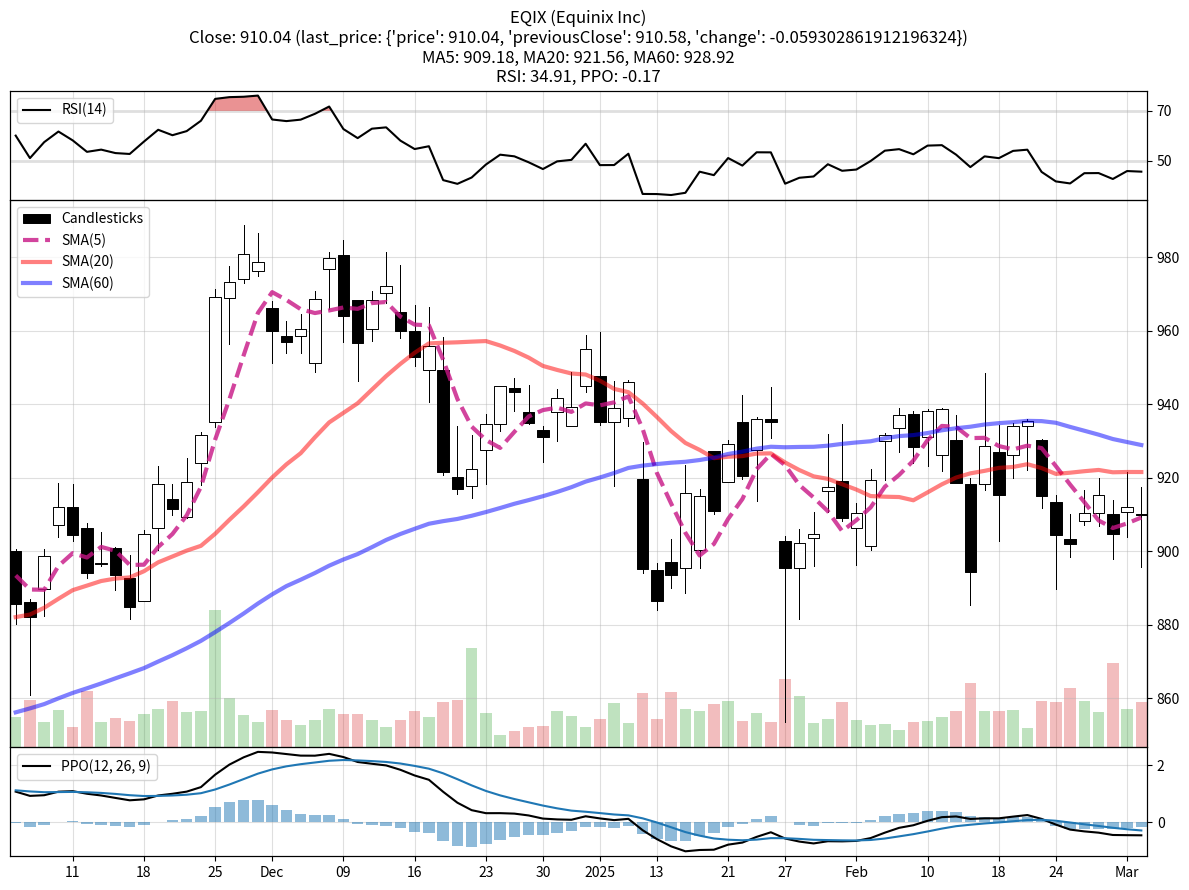 EQIX (Equinix Inc)
Close: 910.04 (last_price: {'price': 910.04, 'previousClose': 910.58, 'change': -0.059302861912196324})
MA5: 909.18, MA20: 921.56, MA60: 928.92
RSI: 34.91, PPO: -0.17
RSI(14)
70
50
Candlesticks
SMA(5)
SMA(20)
SMA(60)
980
960
940
920
900
880
860
PPO(12, 26, 9)
2
0
11 18 25 Dec 09 16 23 30 2025 13 21 27 Feb 10 18 24 Mar